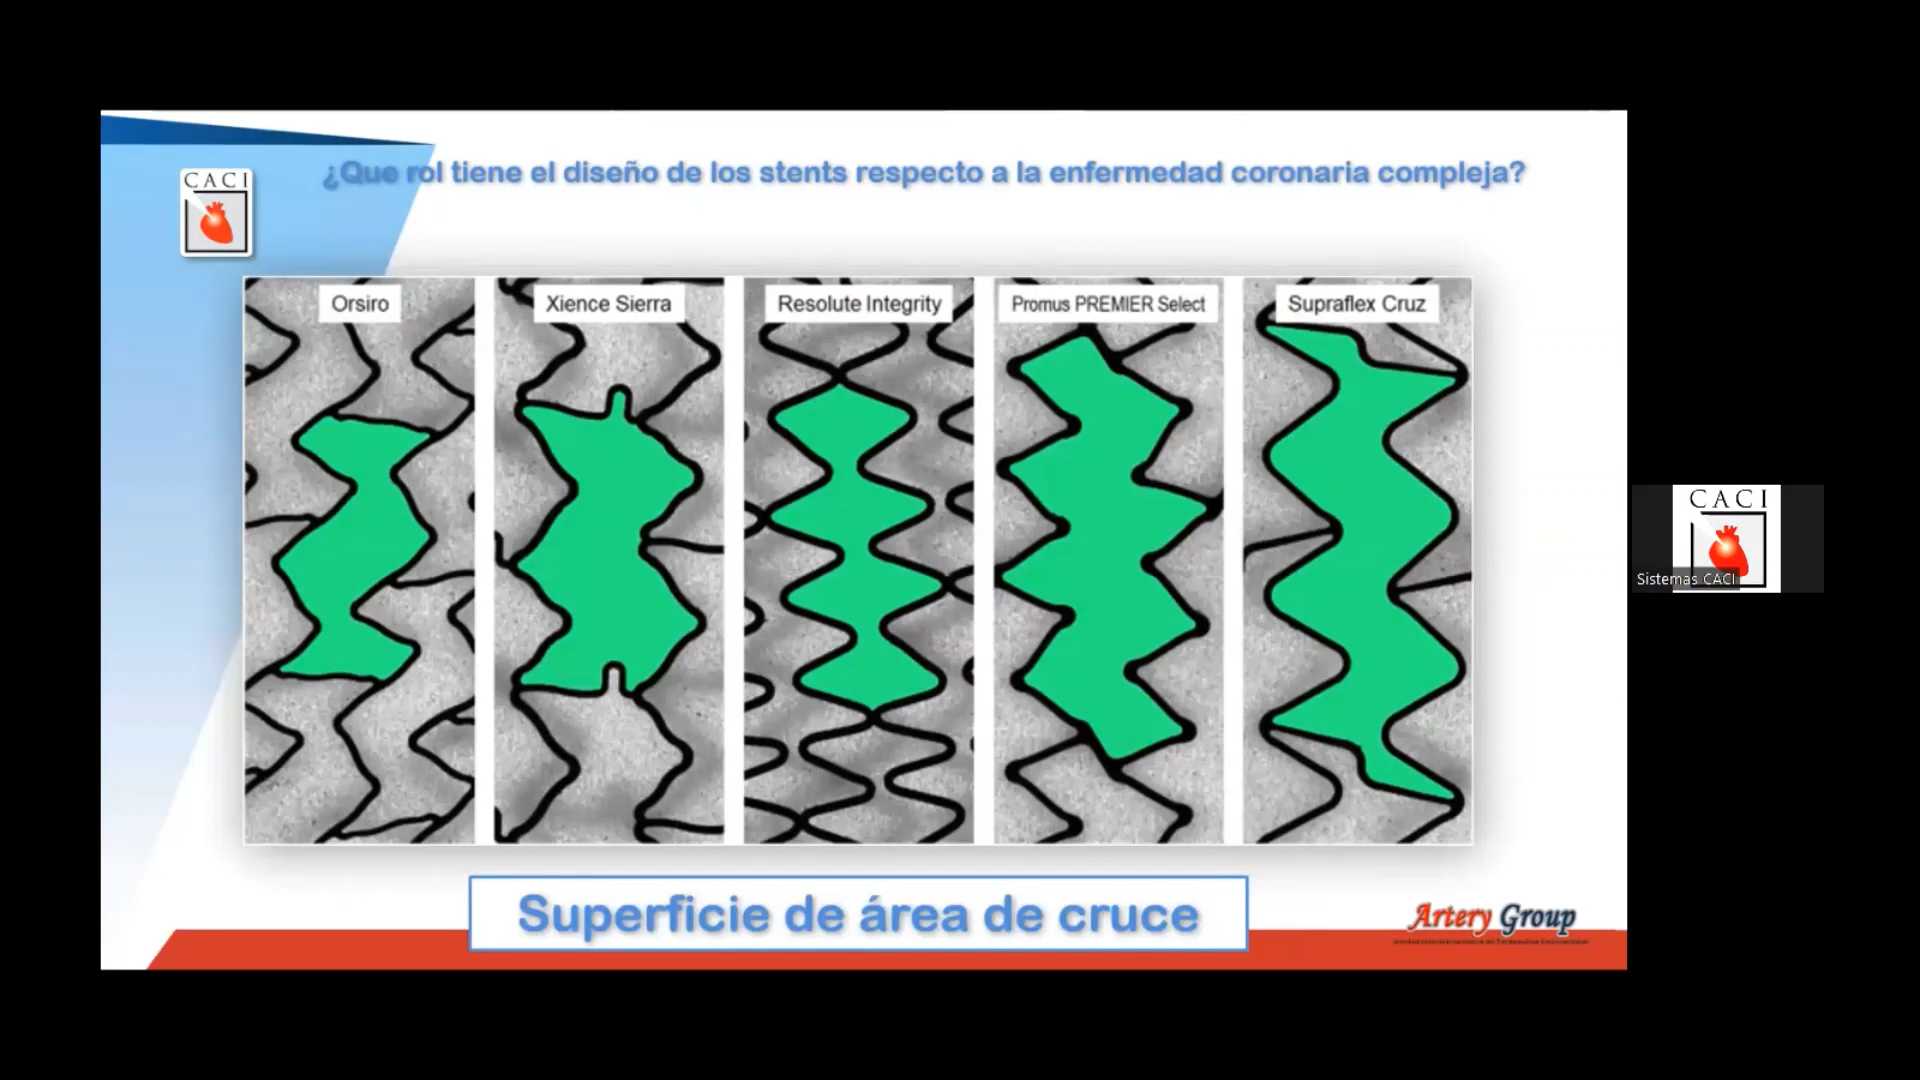 ¿Que rol tiene el diseño de los stents respecto a la enfermedad coronaria compleja?
CACI
Orsiro
Xience Sierra
Resolute Integrity
Promus PREMIER Select
Supraflex Cruz
CACI
Sistemas CACI
Superficie de área de cruce
Artery Group